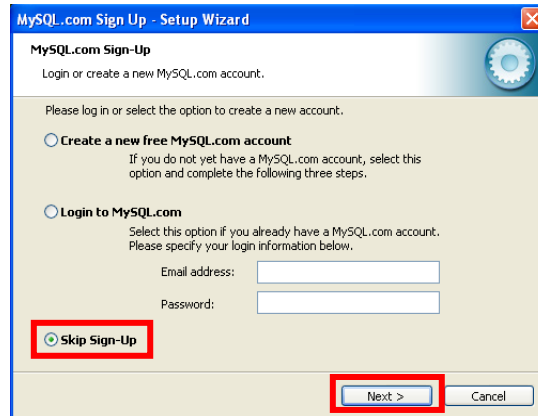 MySQL.com Sign Up - Setup Wizard
MySQL.com Sign-Up
Login or create a new MySQL.com account.
Please log in or select the option to create a new account.
Create a new free MySQL.com account
If you do not yet have a MySQL.com account, select this
option and complete the following three steps.
Login to MySQL.com
Select this option if you already have a MySQL.com account.
Please specify your login information below.
Email address:
Password:
Skip Sign-Up
Next >
Cancel